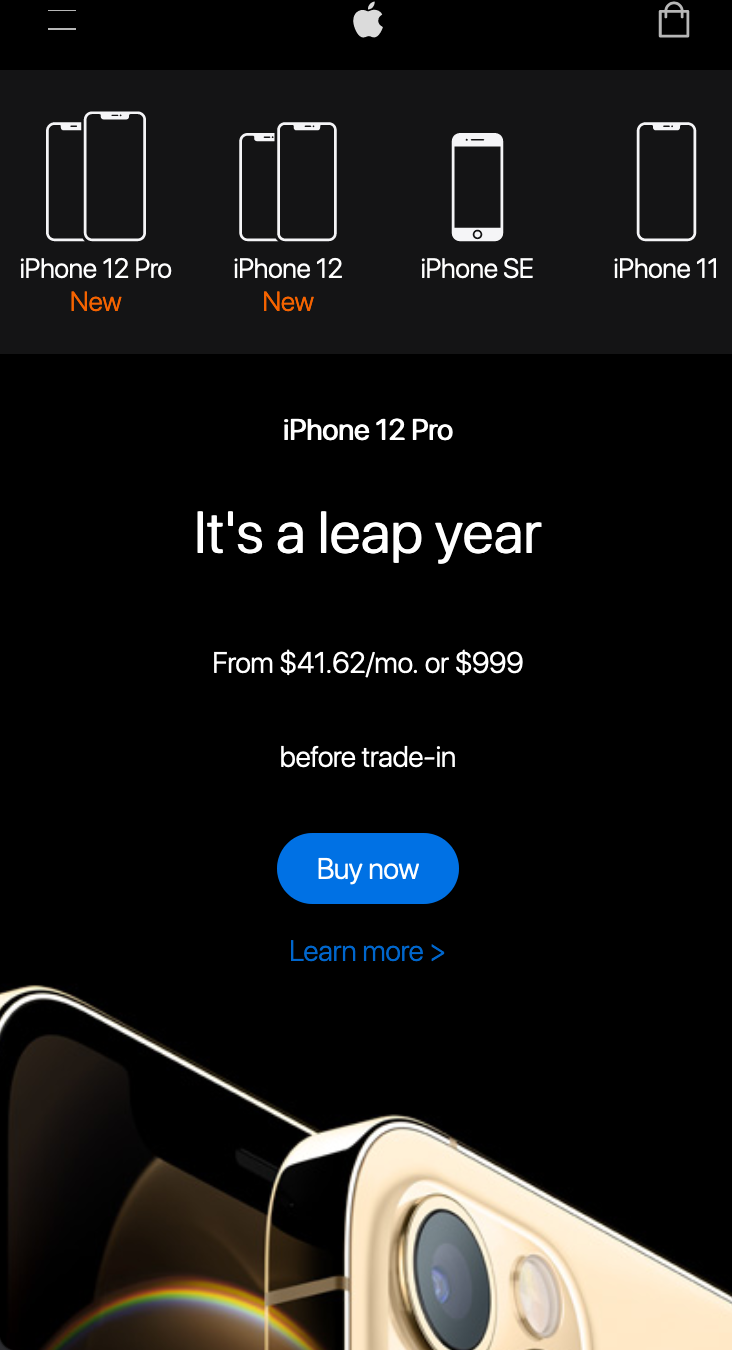 iPhone 12 Pro
New
iPhone 12
New
iPhone SE
iPhone 11
iPhone 12 Pro
It's a leap year
From $41.62/mo. or $999
before trade-in
Buy now
Learn more >